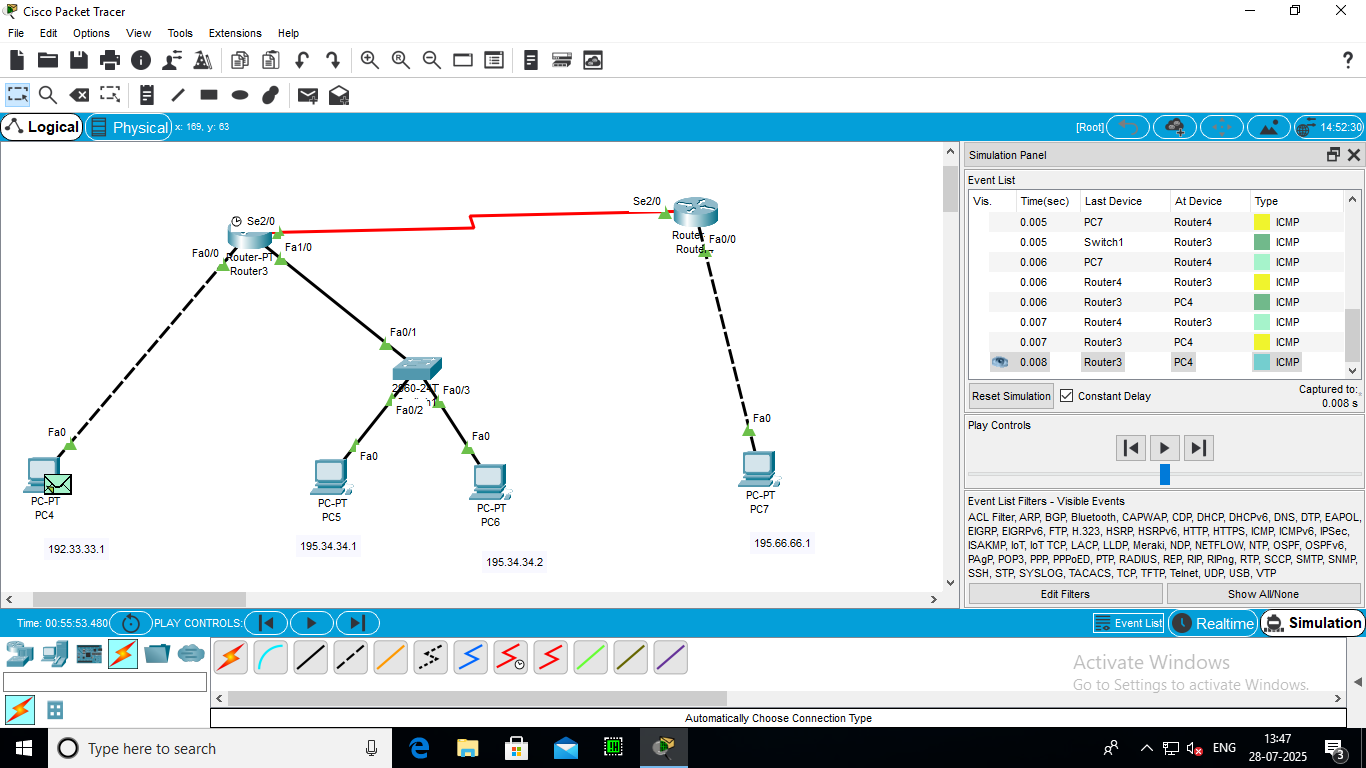 Cisco Packet Tracer
File Edit Options View Tools Extensions Help
?
Logical Physical x: 169, y: 63 [Root] 14:52:30
Se2/0
Fa0/0
Fa1/0
Router-PT
Router3
Se2/0
Router
Fa0/0
Fa0/1
2960-24T
Fa0/3
Fa0/2
Fa0
Fa0
Fa0
Fa0
PC-PT
PC4
PC-PT
PC5
PC-PT
PC6
PC-PT
PC7
192.33.33.1
195.34.34.1
195.34.34.2
195.66.66.1
Simulation Panel
Event List
Vis. Time(sec) Last Device At Device Type
0.005 PC7 Router4 ICMP
0.005 Switch1 Router3 ICMP
0.006 PC7 Router4 ICMP
0.006 Router4 Router3 ICMP
0.006 Router3 PC4 ICMP
0.007 Router4 Router3 ICMP
0.007 Router3 PC4 ICMP
0.008 Router3 PC4 ICMP
Reset Simulation Constant Delay Captured to:
0.008 s
Play Controls
Event List Filters - Visible Events
ACL Filter, ARP, BGP, Bluetooth, CAPWAP, CDP, DHCP, DHCPv6, DNS, DTP, EAPOL,
EIGRP, EIGRPv6, FTP, H.323, HSRP, HSRPv6, HTTP, HTTPS, ICMP, ICMPv6, IPSec,
ISAKMP, IoT, IoT TCP, LACP, LLDP, Meraki, NDP, NETFLOW, NTP, OSPF, OSPFv6,
PAgP, POP3, PPP, PPPoED, PTP, RADIUS, REP, RIP, RIPng, RTP, SCCP, SMTP, SNMP,
SSH, STP, SYSLOG, TACACS, TCP, TFTP, Telnet, UDP, USB, VTP
Edit Filters Show All/None
Time: 00:55:53.480 PLAY CONTROLS: Event List Realtime Simulation
Activate Windows
Go to Settings to activate Windows.
Automatically Choose Connection Type
Type here to search
ENG
13:47
28-07-2025
3